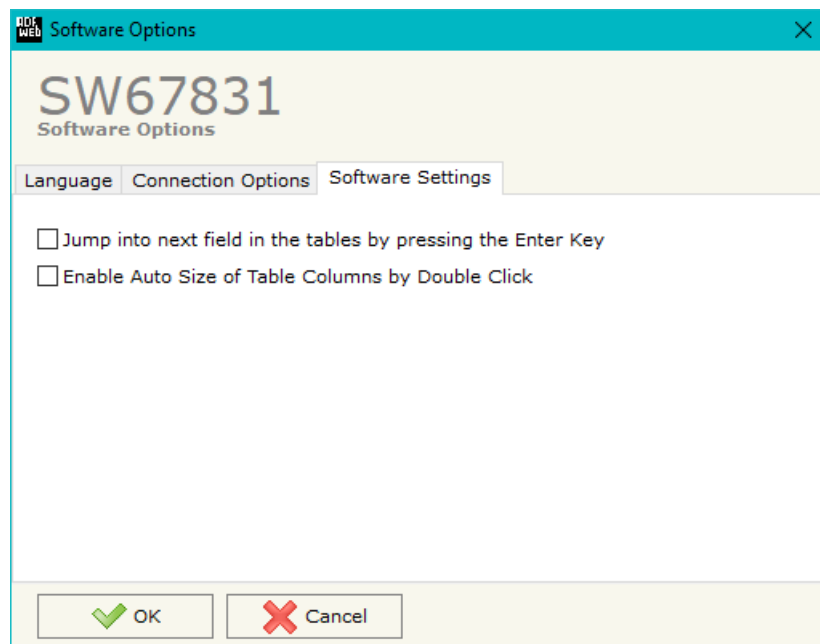 ADF
WEB
Software Options
SW67831
Software Options
Language Connection Options Software Settings
Jump into next field in the tables by pressing the Enter Key
Enable Auto Size of Table Columns by Double Click
OK Cancel